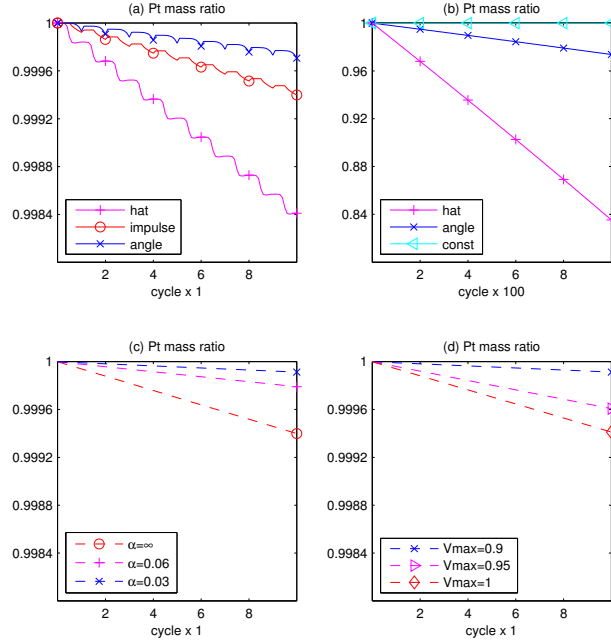 (a) Pt mass ratio
1
0.9996
0.9992
0.9988
0.9984
hat
impulse
angle
2 4 6 8
cycle x 1
(b) Pt mass ratio
1
0.96
0.92
0.88
0.84
hat
angle
const
2 4 6 8
cycle x 100
(c) Pt mass ratio
1
0.9996
0.9992
0.9988
0.9984
α=∞
α=0.06
α=0.03
2 4 6 8
cycle x 1
(d) Pt mass ratio
1
0.9996
0.9992
0.9988
0.9984
Vmax=0.9
Vmax=0.95
Vmax=1
2 4 6 8
cycle x 1